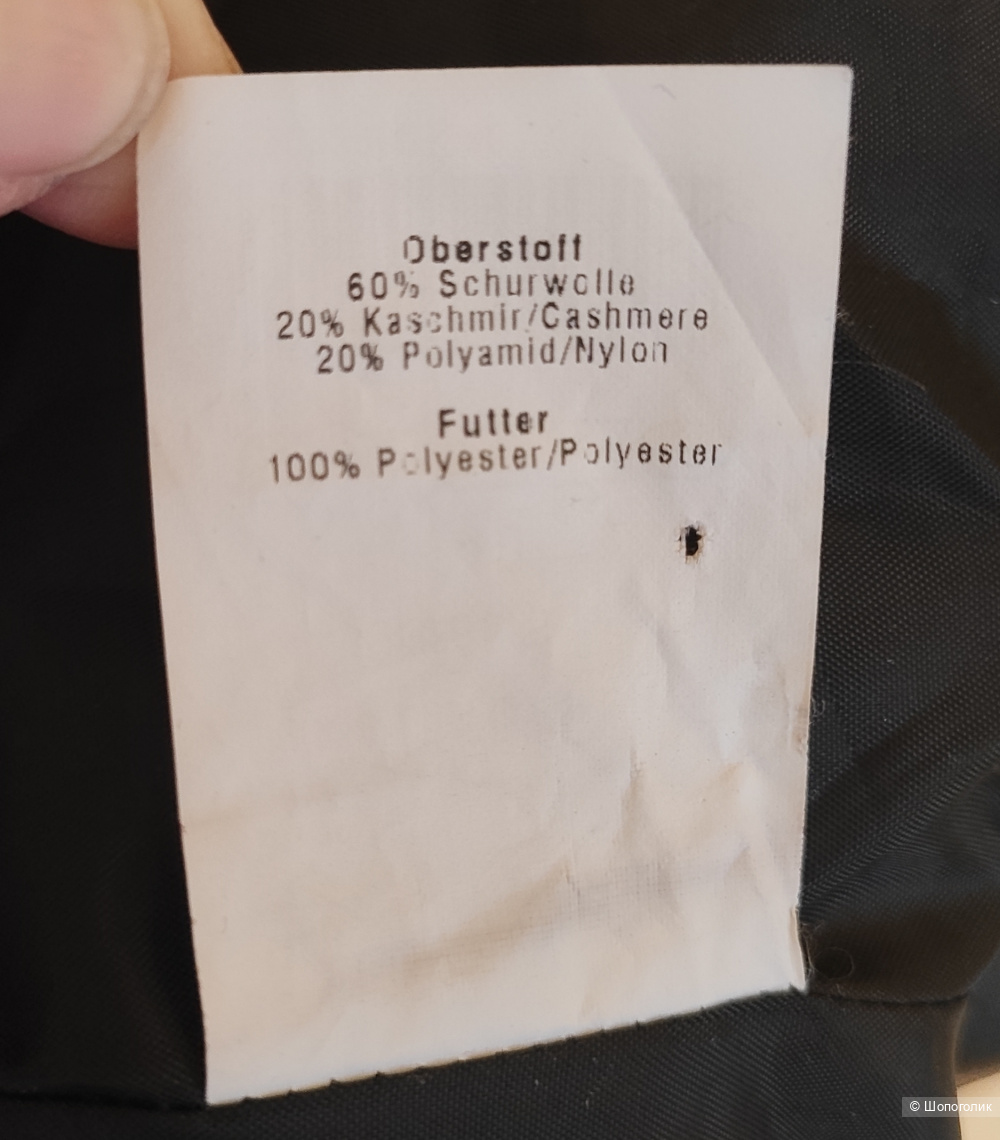 Oberstoff
60% Schurwolle
20% Kaschmir/Cashmere
20% Polyamid/Nylon
Futter
100% Polyester/Polyester
© Шопоголик